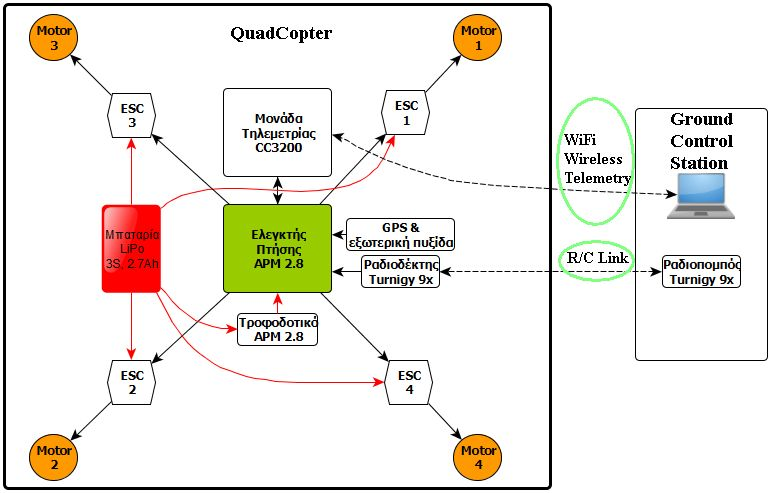 QuadCopter
Motor
3
Motor
1
ESC
3
Μονάδα
Τηλεμετρίας
CC3200
ESC
1
WiFi
Wireless
Telemetry
Ground
Control
Station
Μπαταρία
LiPo
3S, 2.7Ah
Ελεγκτής
Πτήσης
APM 2.8
GPS &
εξωτερική πυξίδα
Ραδιοδέκτης
Turnigy 9x
R/C Link
Ραδιοπομπός
Turnigy 9x
Τροφοδοτικό
APM 2.8
ESC
2
ESC
4
Motor
2
Motor
4